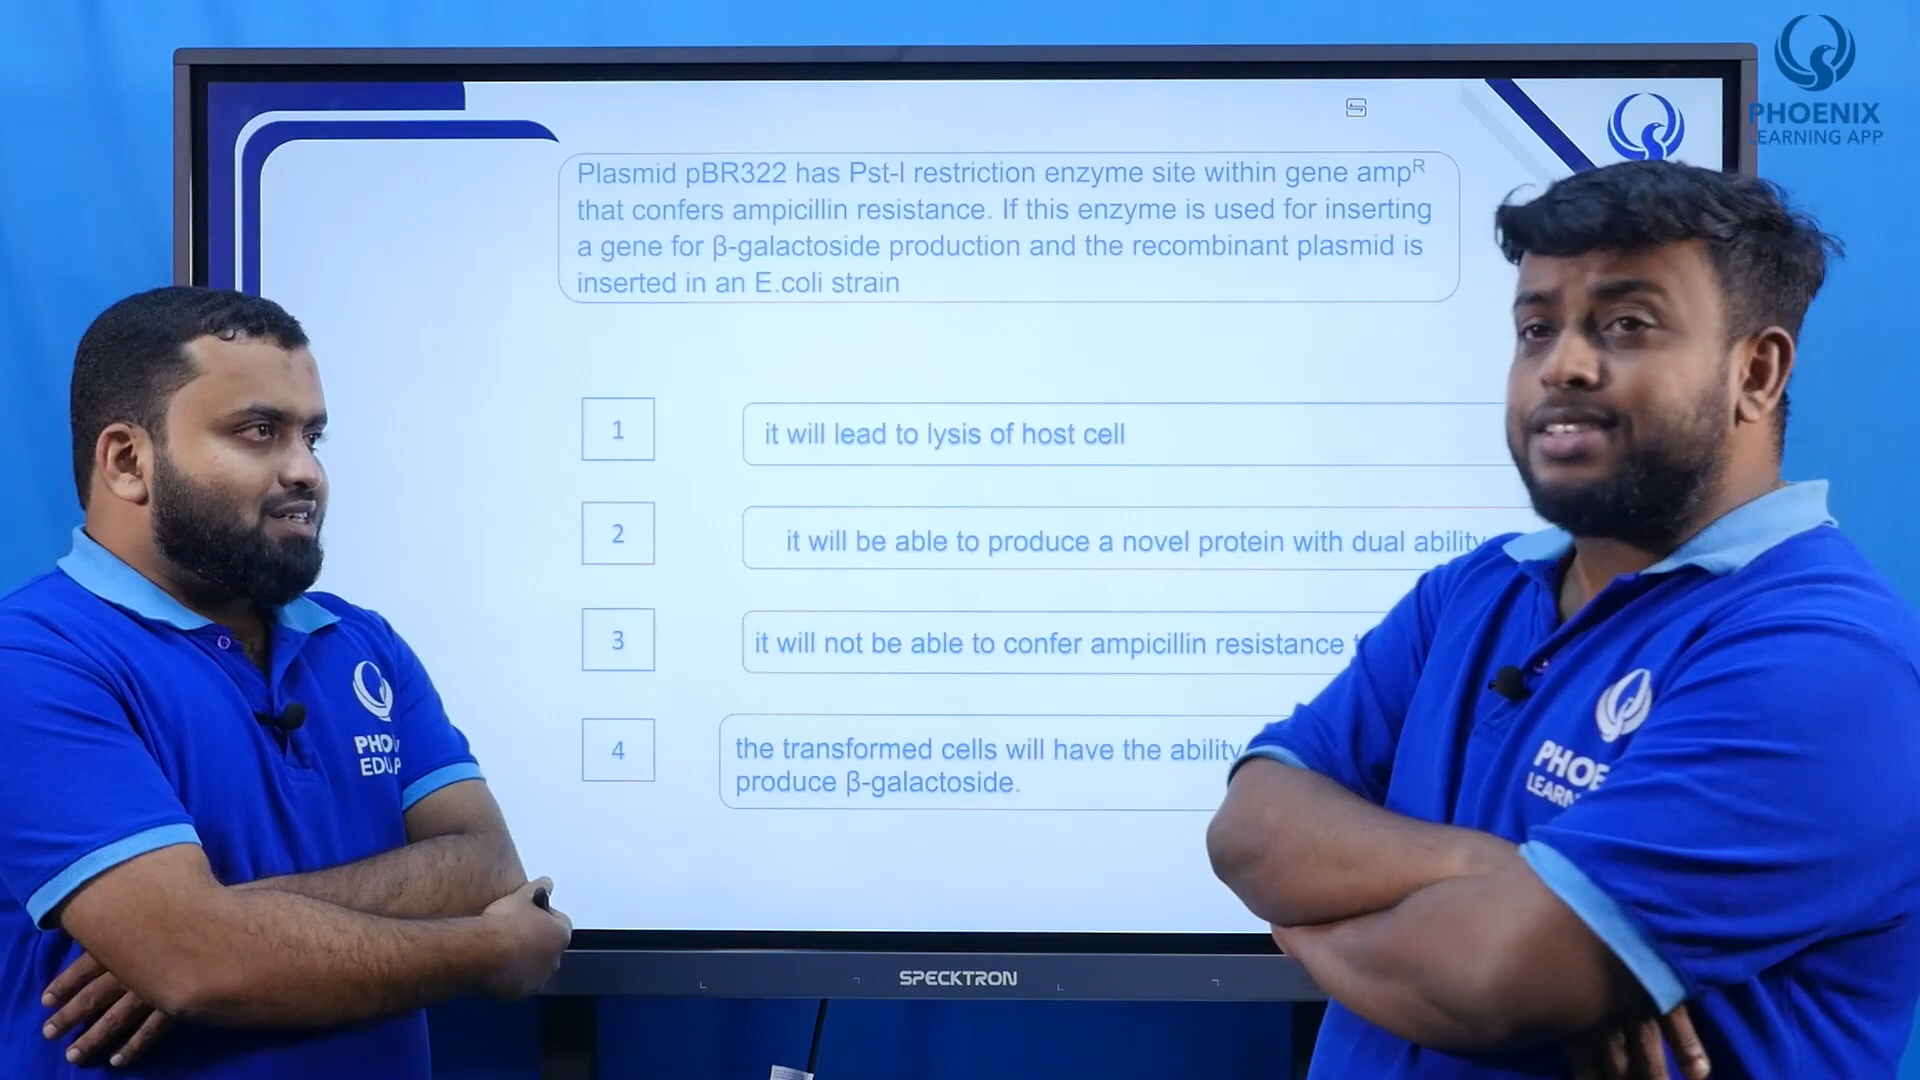 PHOENIX
LEARNING APP
Plasmid pBR322 has Pst-I restriction enzyme site within gene ampᴿ
that confers ampicillin resistance. If this enzyme is used for inserting
a gene for β-galactoside production and the recombinant plasmid is
inserted in an E.coli strain
1
it will lead to lysis of host cell
2
it will be able to produce a novel protein with dual ability
3
it will not be able to confer ampicillin resistance
4
the transformed cells will have the ability
produce β-galactoside.
SPECKTRON